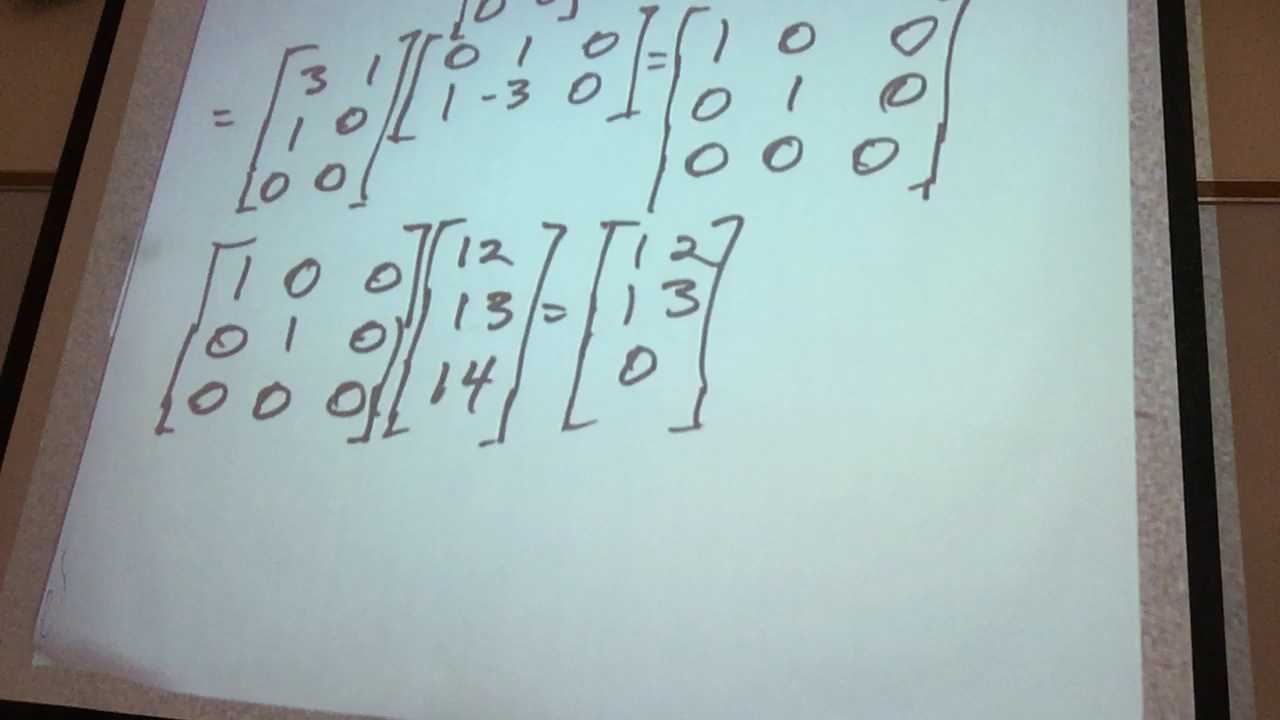 = [3 1 [0 1 0 = [1 0 0
1 0 1 -3 0] 0 1 0
0 0] 0 0 0]
[1 0 0 [12 = [12
0 1 0 13 13
0 0 0] 14] 0]